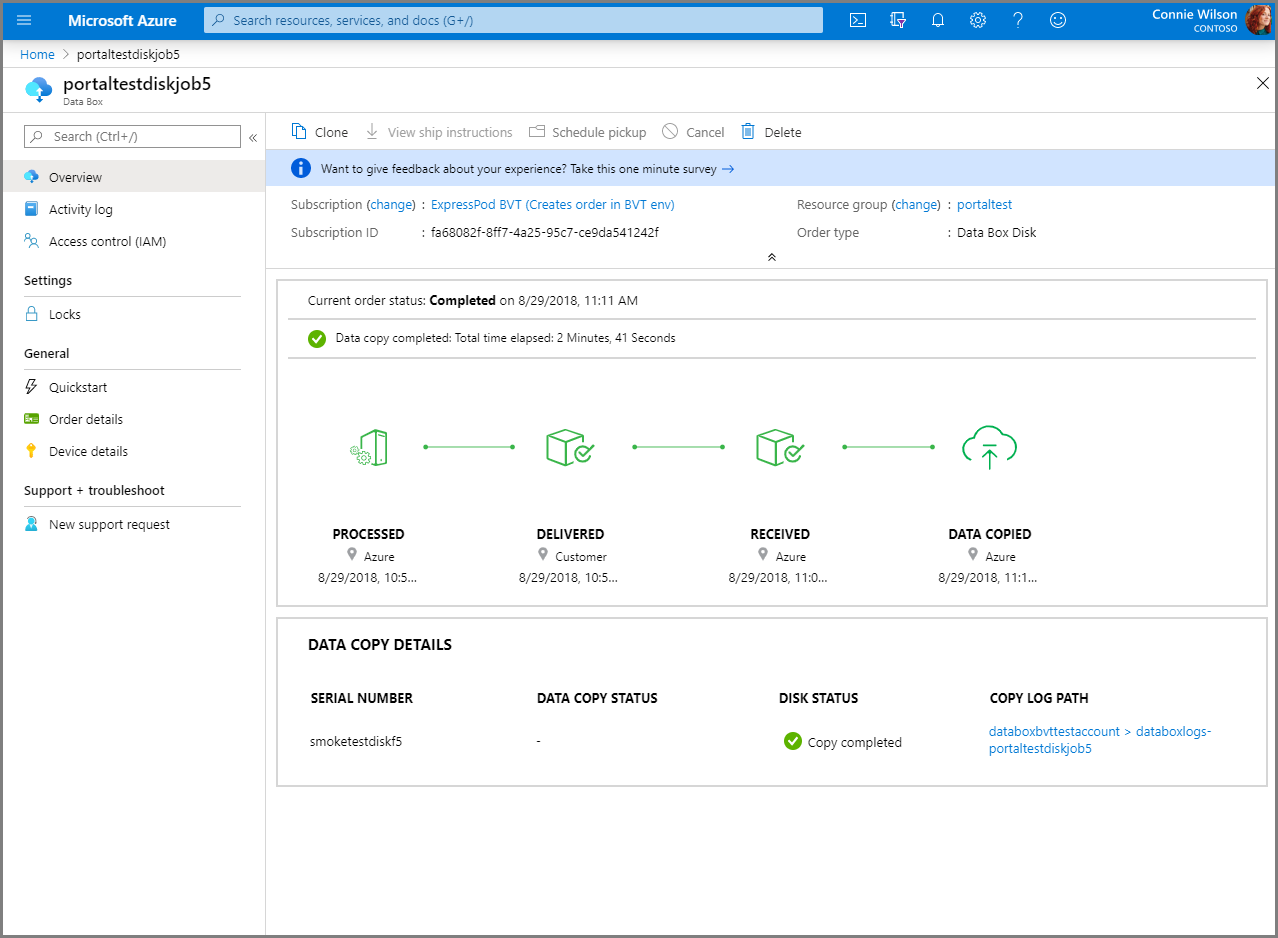 Microsoft Azure
Search resources, services, and docs (G+/)
Connie Wilson
CONTOSO
Home > portaltestdiskjob5
portaltestdiskjob5
Data Box
Search (Ctrl+/)
«
Overview
Activity log
Access control (IAM)
Settings
Locks
General
Quickstart
Order details
Device details
Support + troubleshoot
New support request
Clone View ship instructions Schedule pickup Cancel Delete
Want to give feedback about your experience? Take this one minute survey →
Subscription (change) : ExpressPod BVT (Creates order in BVT env)
Resource group (change) : portaltest
Subscription ID : fa68082f-8ff7-4a25-95c7-ce9da541242f
Order type : Data Box Disk
Current order status: Completed on 8/29/2018, 11:11 AM
Data copy completed: Total time elapsed: 2 Minutes, 41 Seconds
PROCESSED DELIVERED RECEIVED DATA COPIED
Azure Customer Azure Azure
8/29/2018, 10:5... 8/29/2018, 10:5... 8/29/2018, 11:0... 8/29/2018, 11:1...
DATA COPY DETAILS
SERIAL NUMBER DATA COPY STATUS DISK STATUS COPY LOG PATH
smoketestdiskf5 - Copy completed databoxbvttestaccount > databoxlogs-
portaltestdiskjob5